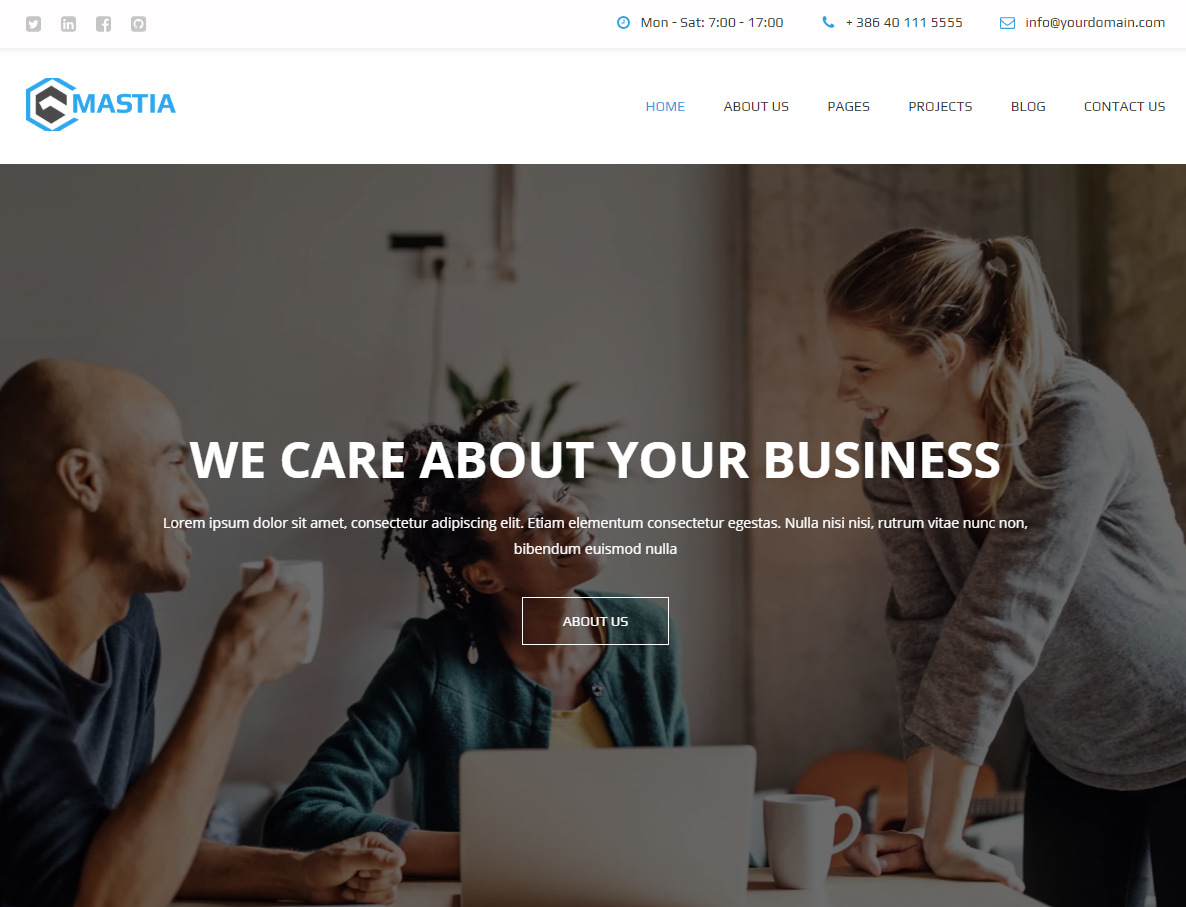 Mon - Sat: 7:00 - 17:00
+ 386 40 111 5555
info@yourdomain.com
MASTIA
HOME
ABOUT US
PAGES
PROJECTS
BLOG
CONTACT US
WE CARE ABOUT YOUR BUSINESS
Lorem ipsum dolor sit amet, consectetur adipiscing elit. Etiam elementum consectetur egestas. Nulla nisi nisi, rutrum vitae nunc non,
bibendum euismod nulla
ABOUT US